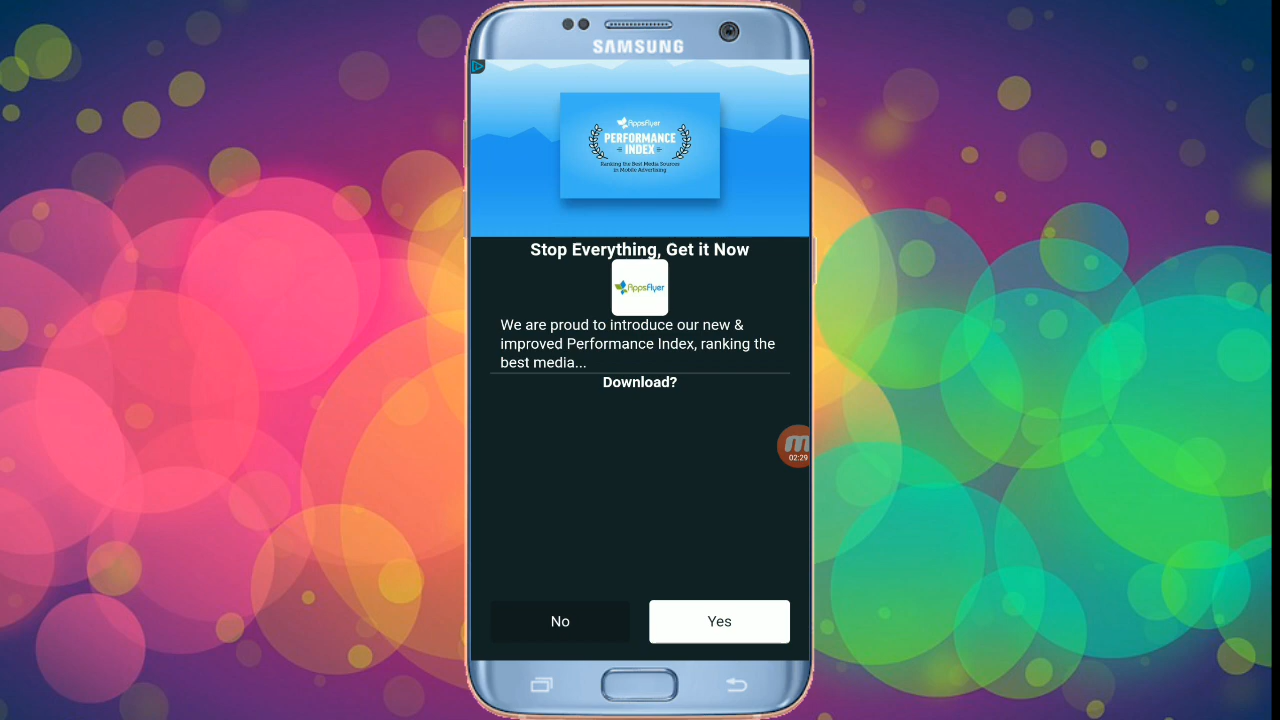 SAMSUNG
AppsFlyer
PERFORMANCE
INDEX
Ranking the Best Media Sources
in Mobile Advertising
Stop Everything, Get it Now
AppsFlyer
We are proud to introduce our new &
improved Performance Index, ranking the
best media...
Download?
02:29
No
Yes